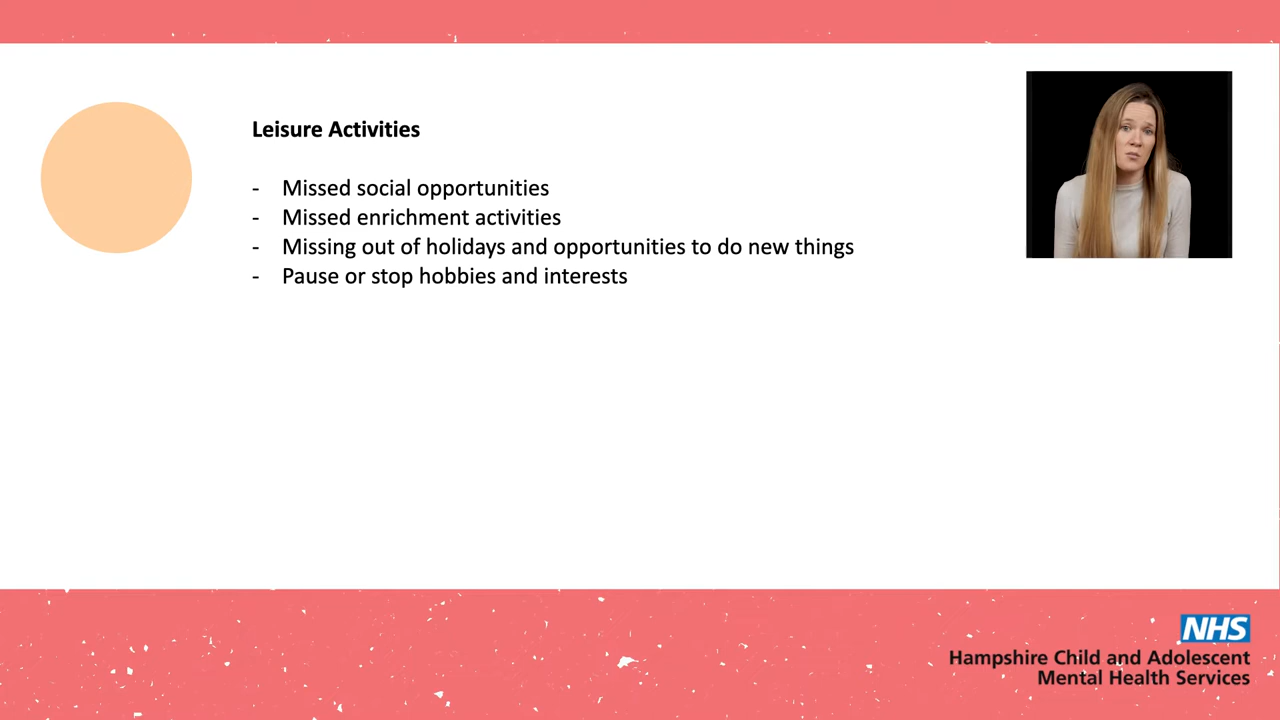 Leisure Activities
- Missed social opportunities
- Missed enrichment activities
- Missing out of holidays and opportunities to do new things
- Pause or stop hobbies and interests
NHS
Hampshire Child and Adolescent
Mental Health Services